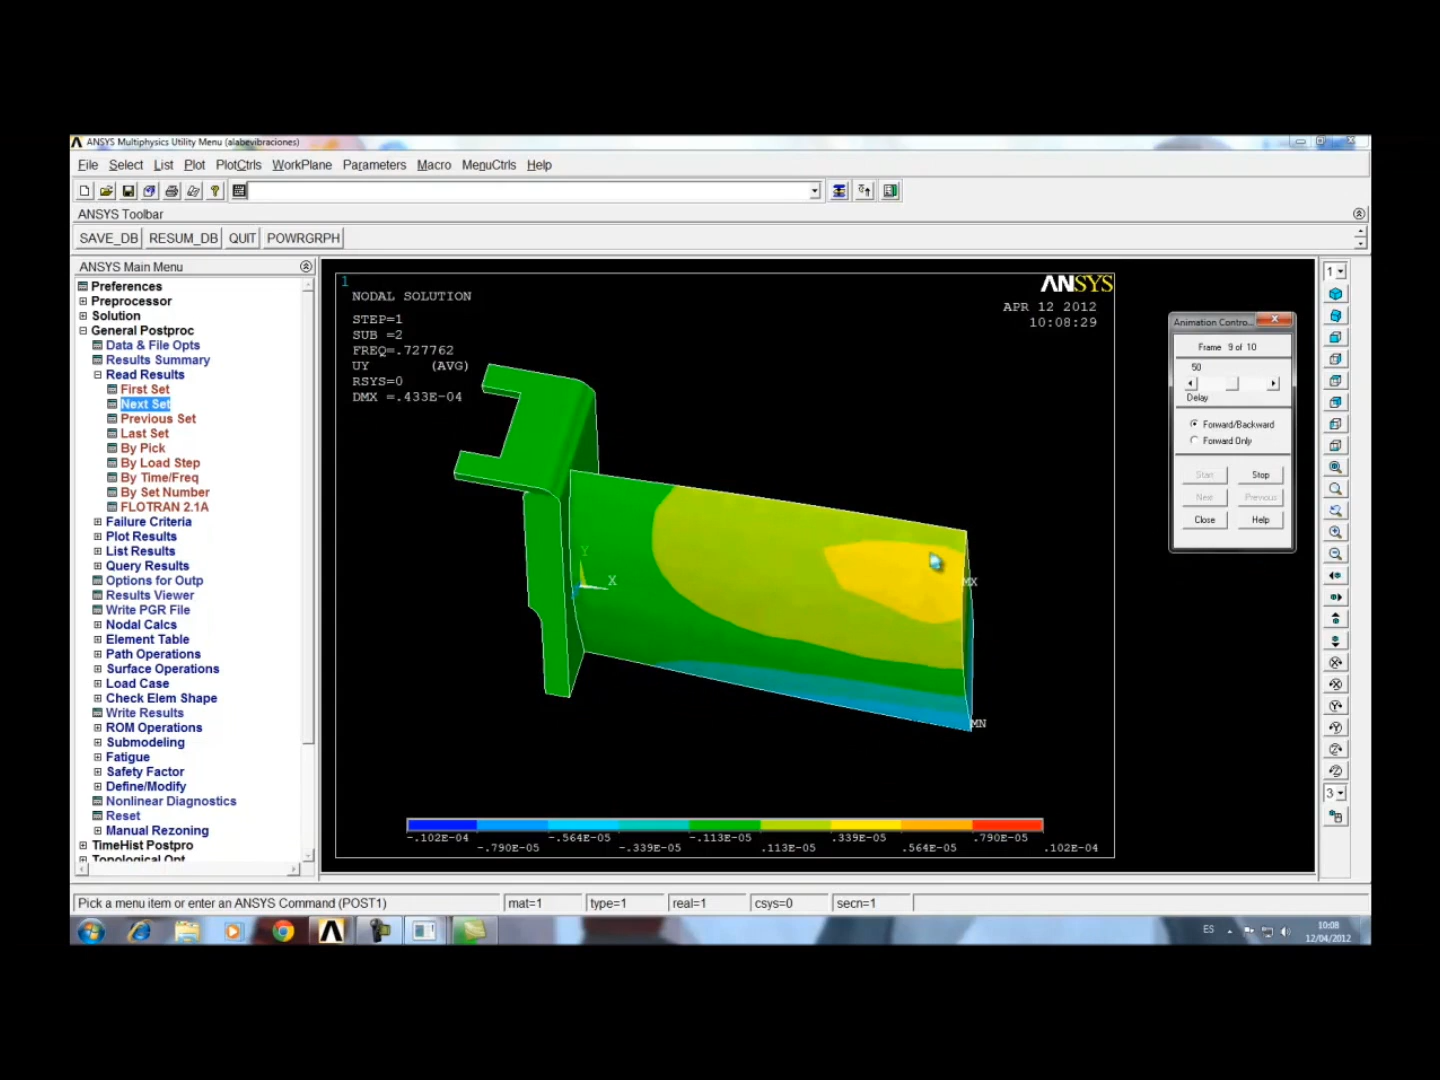 ANSYS Multiphysics Utility Menu (alabevibraciones)
File Select List Plot PlotCtrls WorkPlane Parameters Macro MenuCtrls Help
ANSYS Toolbar
SAVE_DB RESUM_DB QUIT POWRGRPH
ANSYS Main Menu
Preferences
Preprocessor
Solution
General Postproc
Data & File Opts
Results Summary
Read Results
First Set
Next Set
Previous Set
Last Set
By Pick
By Load Step
By Time/Freq
By Set Number
FLOTRAN 2.1A
Failure Criteria
Plot Results
List Results
Query Results
Options for Outp
Results Viewer
Write PGR File
Nodal Calcs
Element Table
Path Operations
Surface Operations
Load Case
Check Elem Shape
Write Results
ROM Operations
Submodeling
Fatigue
Safety Factor
Define/Modify
Nonlinear Diagnostics
Reset
Manual Rezoning
TimeHist Postpro
Topological Opt
1
NODAL SOLUTION
STEP=1
SUB =2
FREQ=.727762
UY (AVG)
RSYS=0
DMX =.433E-04
ANSYS
APR 12 2012
10:08:29
Y
X
MX
MN
-.102E-04 -.564E-05 -.113E-05 .339E-05 .790E-05
-.790E-05 -.339E-05 .113E-05 .564E-05 .102E-04
Animation Contro...
Frame 9 of 10
50
Delay
Forward/Backward
Forward Only
Start Stop
Next Previous
Close Help
1
3
Pick a menu item or enter an ANSYS Command (POST1) mat=1 type=1 real=1 csys=0 secn=1
ES
10:08
12/04/2012